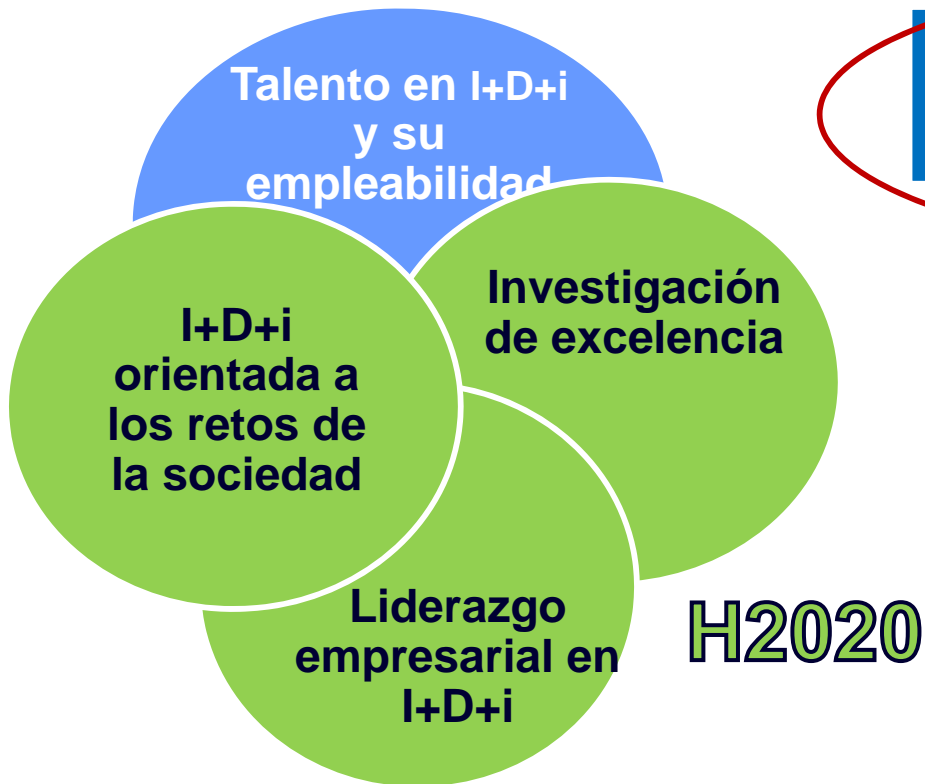 Talento en I+D+i
y su
empleabilidad
Investigación
de excelencia
I+D+i
orientada a
los retos de
la sociedad
Liderazgo
empresarial en
I+D+i
H2020